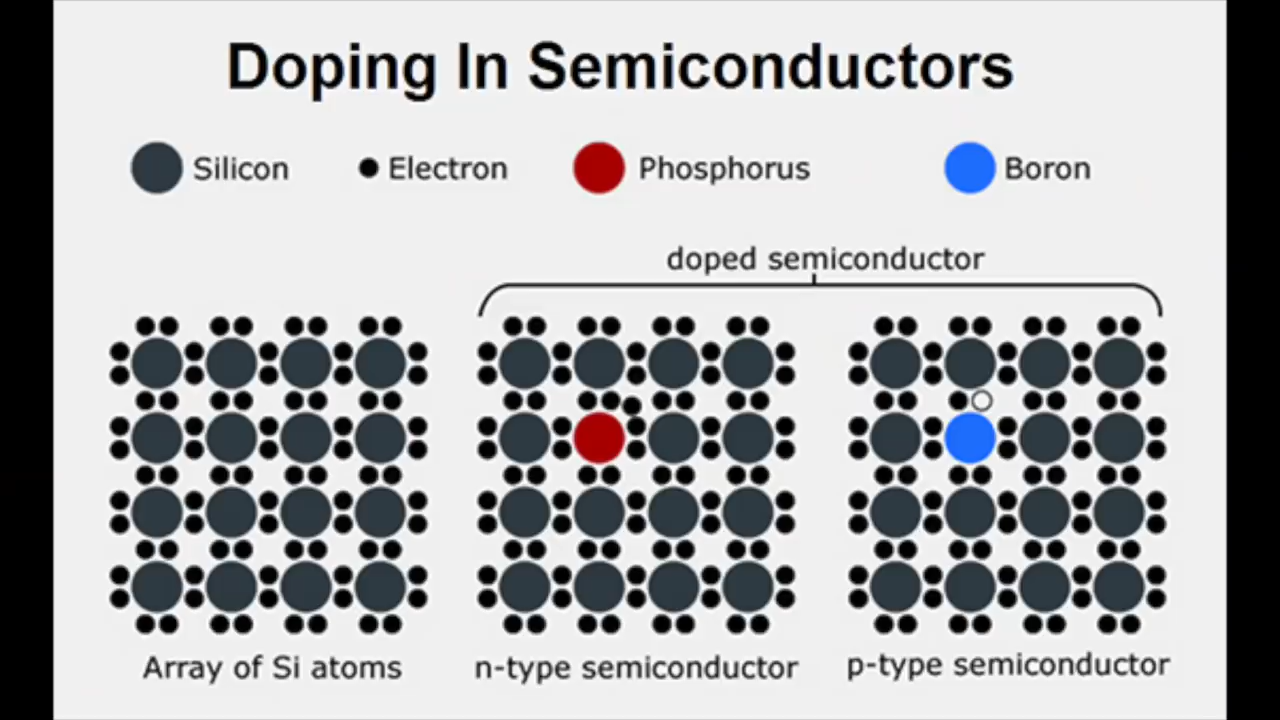 Doping In Semiconductors
Silicon
Electron
Phosphorus
Boron
doped semiconductor
Array of Si atoms
n-type semiconductor
p-type semiconductor